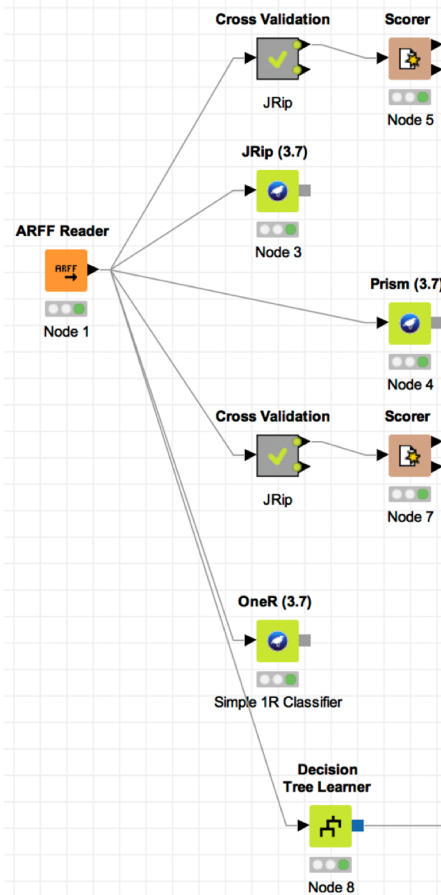 Cross Validation
Scorer
JRip
Node 5
JRip (3.7)
Node 3
ARFF Reader
ARFF
Node 1
Prism (3.7)
Node 4
Cross Validation
Scorer
JRip
Node 7
OneR (3.7)
Simple 1R Classifier
Decision
Tree Learner
Node 8